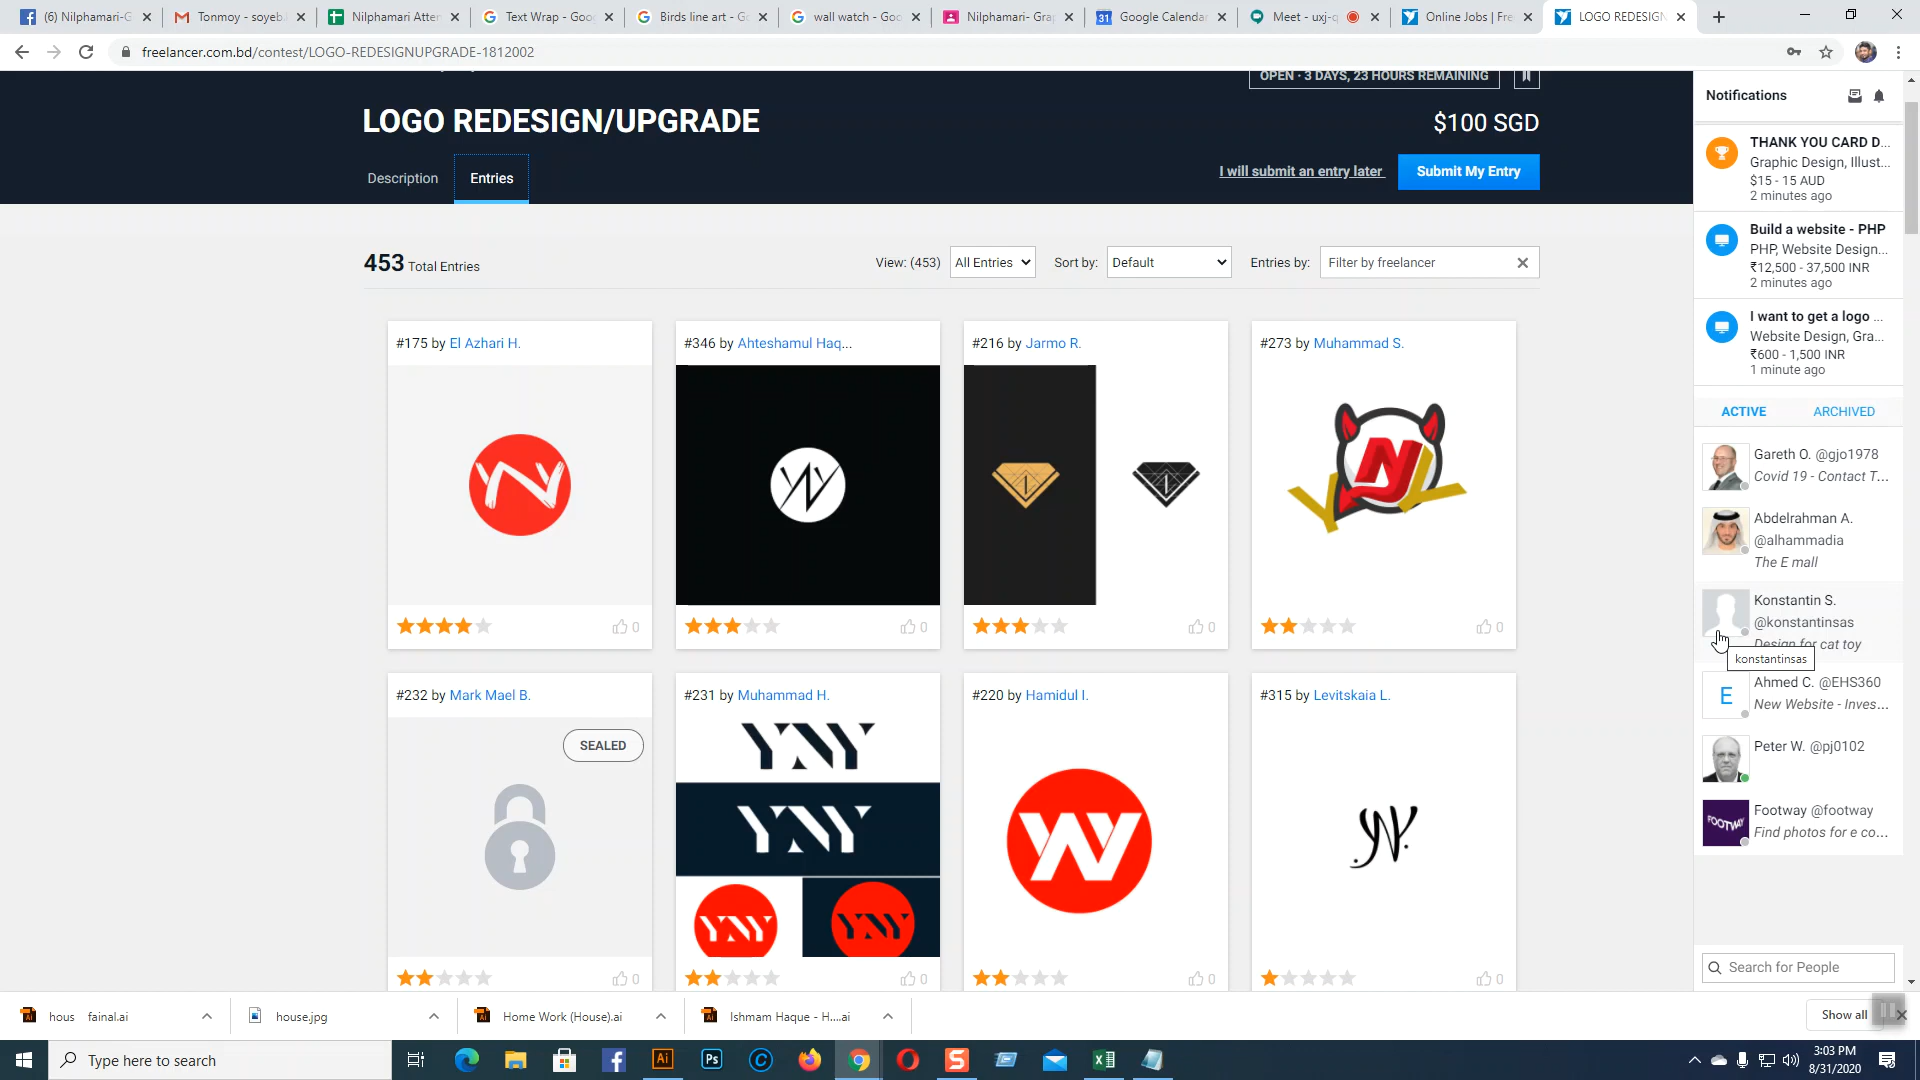 (6) Nilphamari-G
Tonmoy - soyeb.
Nilphamari Atter
Text Wrap - Goo
Birds line art - Go
wall watch - Goo
Nilphamari- Gra
Google Calendar
Meet - uxj-q
Online Jobs | Fre
LOGO REDESIGN
freelancer.com.bd/contest/LOGO-REDESIGNUPGRADE-1812002
OPEN · 3 DAYS, 23 HOURS REMAINING
LOGO REDESIGN/UPGRADE
$100 SGD
Description
Entries
I will submit an entry later
Submit My Entry
453 Total Entries
View: (453)
All Entries
Sort by:
Default
Entries by:
Filter by freelancer
#175 by El Azhari H.
#346 by Ahteshamul Haq...
#216 by Jarmo R.
#273 by Muhammad S.
0
0
0
0
#232 by Mark Mael B.
#231 by Muhammad H.
#220 by Hamidul I.
#315 by Levitskaia L.
SEALED
YNY
YNY
YNY
YNY
0
0
0
0
Notifications
THANK YOU CARD D...
Graphic Design, Illust...
$15 - 15 AUD
2 minutes ago
Build a website - PHP
PHP, Website Design...
₹12,500 - 37,500 INR
2 minutes ago
I want to get a logo ...
Website Design, Gra...
₹600 - 1,500 INR
1 minute ago
ACTIVE
ARCHIVED
Gareth O. @gjo1978
Covid 19 - Contact T...
Abdelrahman A.
@alhammadia
The E mall
Konstantin S.
@konstantinsas
Design for cat toy
konstantinsas
E
Ahmed C. @EHS360
New Website - Inves...
Peter W. @pj0102
FOOTWAY
Footway @footway
Find photos for e co...
Search for People
hous fainal.ai
house.jpg
Home Work (House).ai
Ishmam Haque - H....ai
Show all
Type here to search
Ai
Ps
3:03 PM
8/31/2020